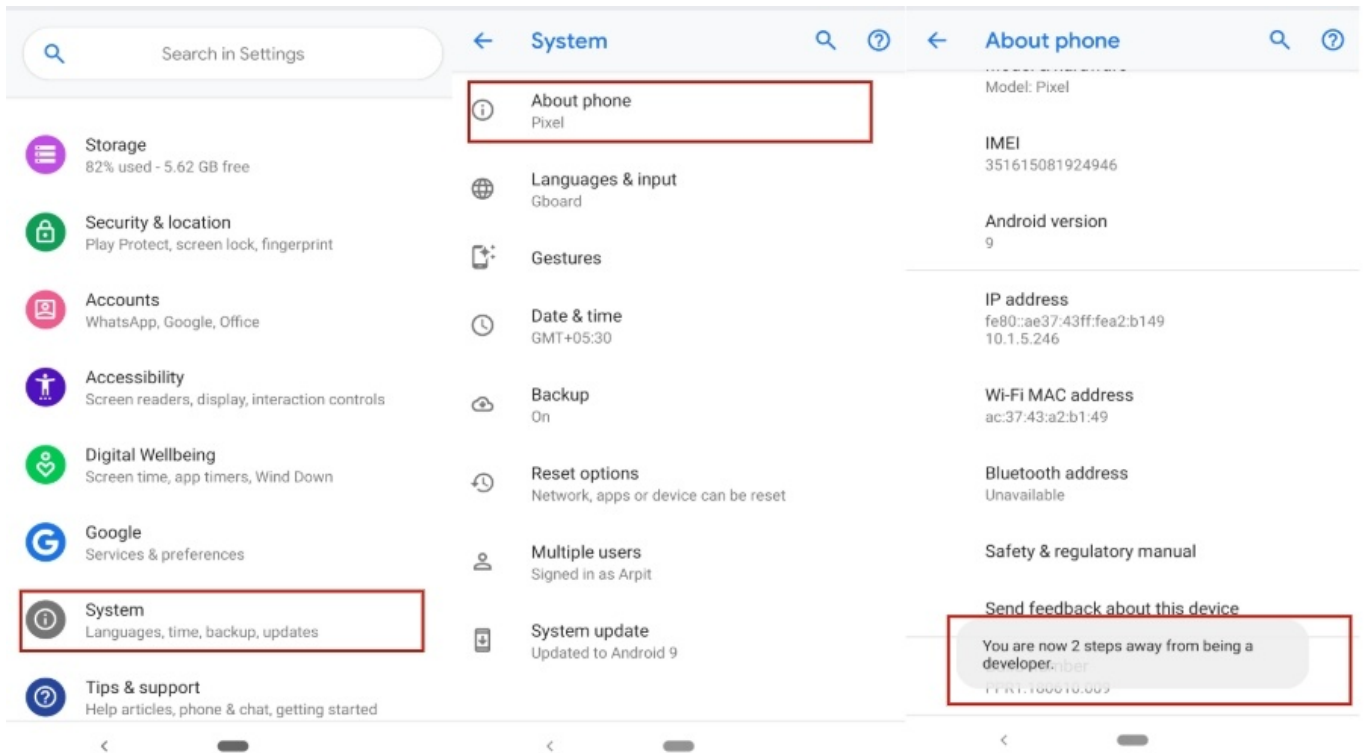 Search in Settings
Storage
82% used - 5.62 GB free
Security & location
Play Protect, screen lock, fingerprint
Accounts
WhatsApp, Google, Office
Accessibility
Screen readers, display, interaction controls
Digital Wellbeing
Screen time, app timers, Wind Down
Google
Services & preferences
System
Languages, time, backup, updates
Tips & support
Help articles, phone & chat, getting started
System
About phone
Pixel
Languages & input
Gboard
Gestures
Date & time
GMT+05:30
Backup
On
Reset options
Network, apps or device can be reset
Multiple users
Signed in as Arpit
System update
Updated to Android 9
About phone
Model: Pixel
IMEI
351615081924946
Android version
9
IP address
fe80::ae37:43ff:fea2:b149
10.1.5.246
Wi-Fi MAC address
ac:37:43:a2:b1:49
Bluetooth address
Unavailable
Safety & regulatory manual
Send feedback about this device
You are now 2 steps away from being a
developer.